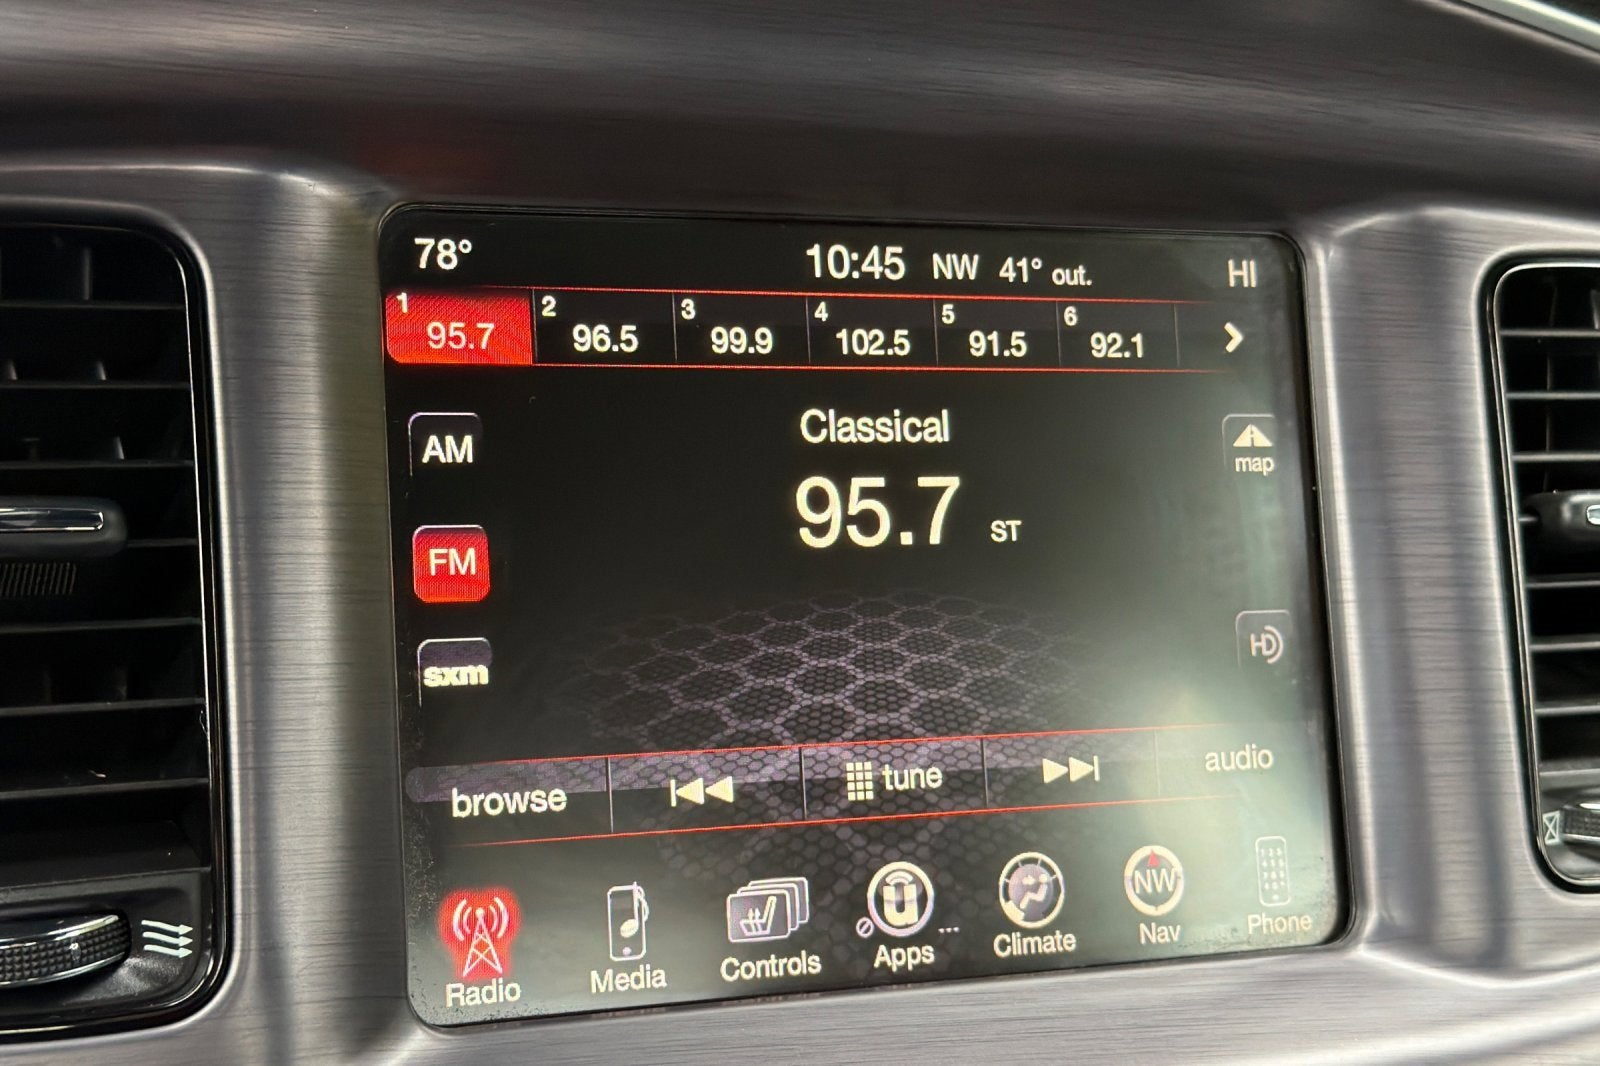 78° 10:45 NW 41° out. HI
1 95.7 2 96.5 3 99.9 4 102.5 5 91.5 6 92.1
Classical
95.7 ST
AM
map
FM
HD
sxm
browse tune audio
NW
Radio Media Controls Apps ... Climate Nav Phone